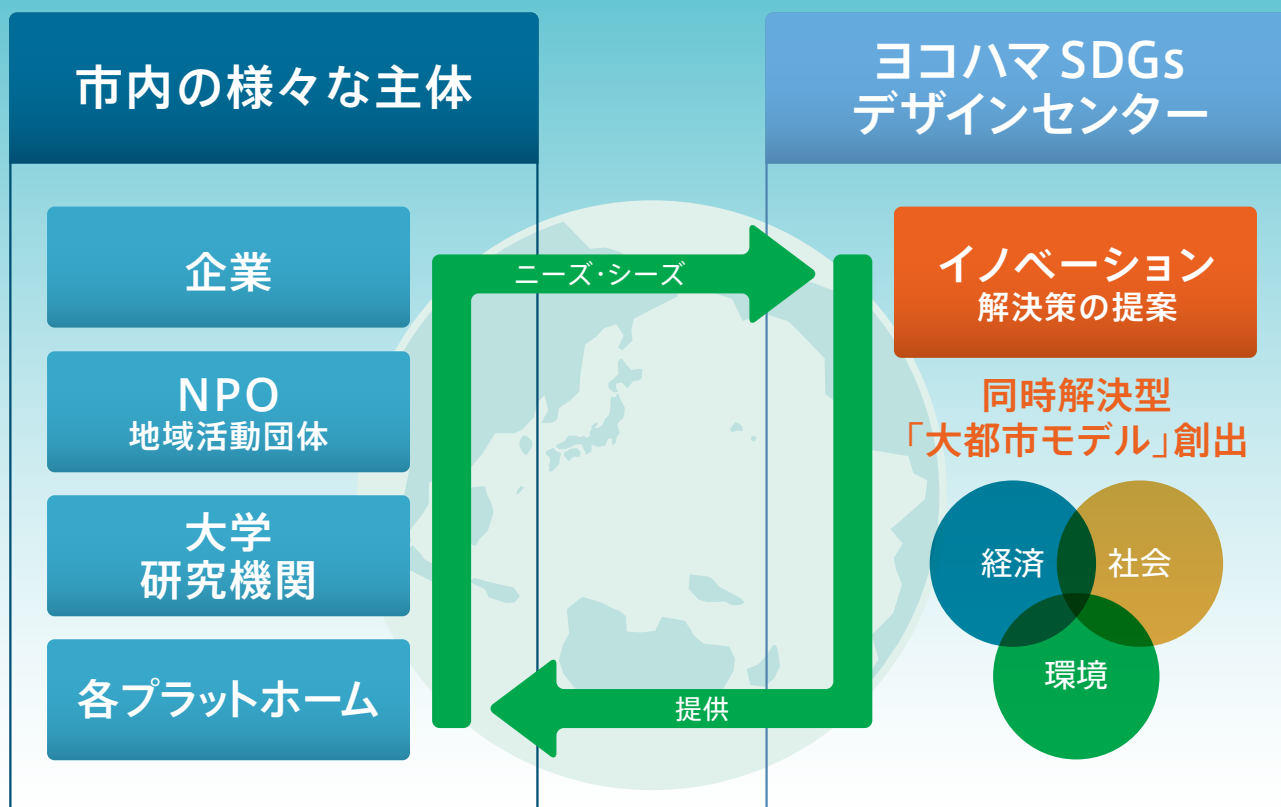 市内の様々な主体
企業
NPO
地域活動団体
大学
研究機関
各プラットホーム
ニーズ・シーズ
提供
ヨコハマ SDGs
デザインセンター
イノベーション
解決策の提案
同時解決型
「大都市モデル」創出
経済
社会
環境